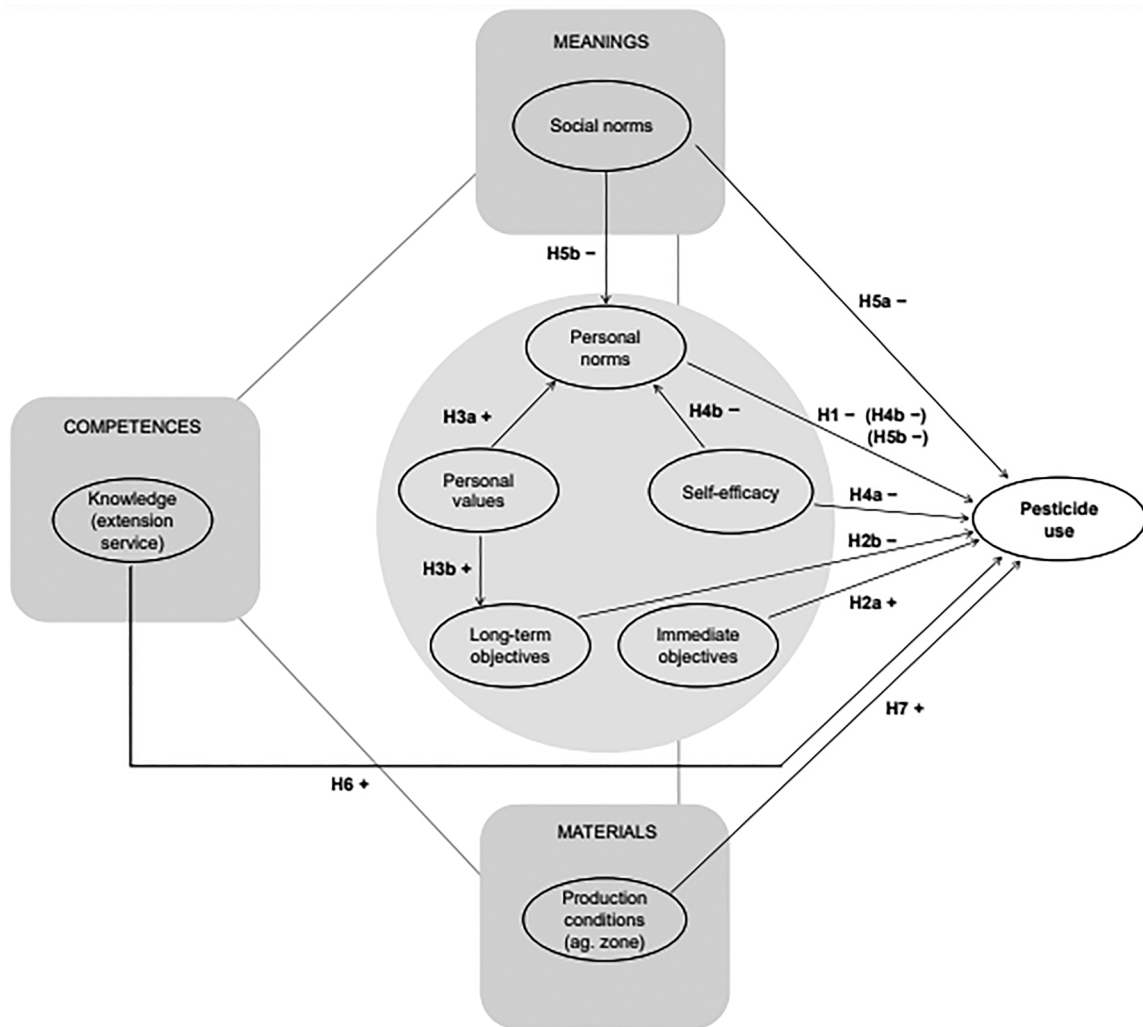 MEANINGS
Social norms
H5b −
H5a −
Personal
norms
H3a +
H4b −
H1 − (H4b −)
(H5b −)
COMPETENCES
Knowledge
(extension
service)
Personal
values
Self-efficacy
H4a −
Pesticide
use
H2b −
H3b +
H2a +
Long-term
objectives
Immediate
objectives
H7 +
H6 +
MATERIALS
Production
conditions
(ag. zone)